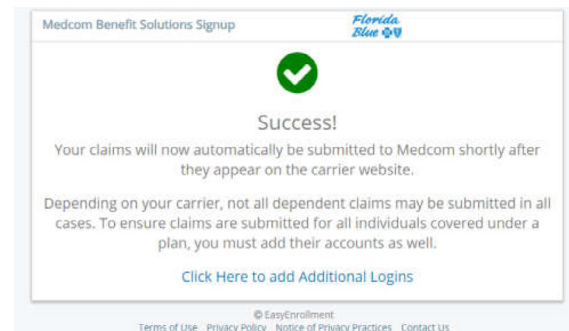 Medcom Benefit Solutions Signup
Florida
Blue
Success!
Your claims will now automatically be submitted to Medcom shortly after
they appear on the carrier website.
Depending on your carrier, not all dependent claims may be submitted in all
cases. To ensure claims are submitted for all individuals covered under a
plan, you must add their accounts as well.
Click Here to add Additional Logins
© EasyEnrollment
Terms of Use Privacy Policy Notice of Privacy Practices Contact Us